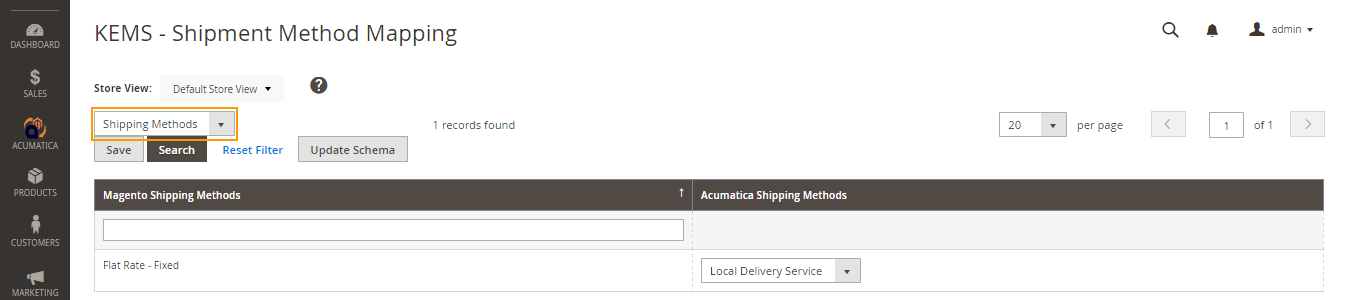 KEMS - Shipment Method Mapping
admin
DASHBOARD
SALES
ACUMATICA
PRODUCTS
CUSTOMERS
MARKETING
Store View: Default Store View ?
Shipping Methods 1 records found 20 per page 1 of 1
Save Search Reset Filter Update Schema
Magento Shipping Methods ↑ Acumatica Shipping Methods
Flat Rate - Fixed Local Delivery Service